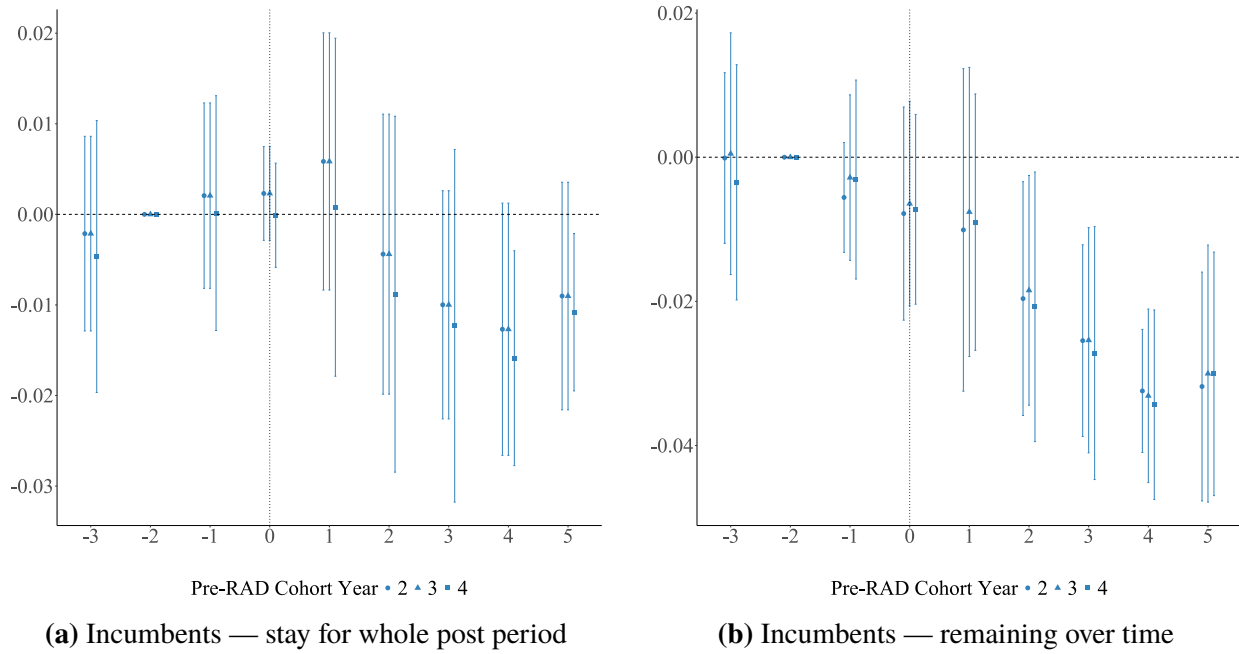 0.02
0.01
0.00
-0.01
-0.02
-0.03
-3 -2 -1 0 1 2 3 4 5
Pre-RAD Cohort Year 2 3 4
(a) Incumbents — stay for whole post period
0.02
0.00
-0.02
-0.04
-3 -2 -1 0 1 2 3 4 5
Pre-RAD Cohort Year 2 3 4
(b) Incumbents — remaining over time